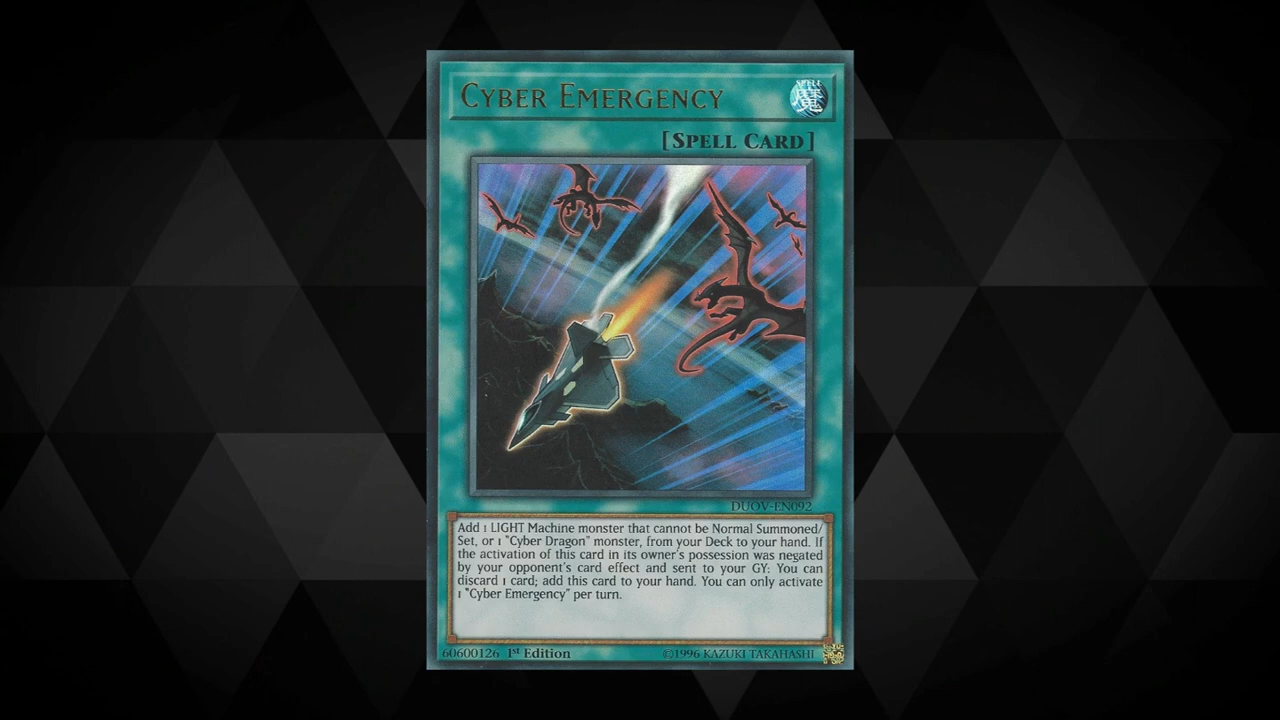 CYBER EMERGENCY
SPELL
魔
[SPELL CARD]
DUOV-EN092
Add 1 LIGHT Machine monster that cannot be Normal Summoned/
Set, or 1 "Cyber Dragon" monster, from your Deck to your hand. If
the activation of this card in its owner's possession was negated
by your opponent's card effect and sent to your GY: You can
discard 1 card; add this card to your hand. You can only activate
1 "Cyber Emergency" per turn.
60600126 1st Edition
©1996 KAZUKI TAKAHASHI